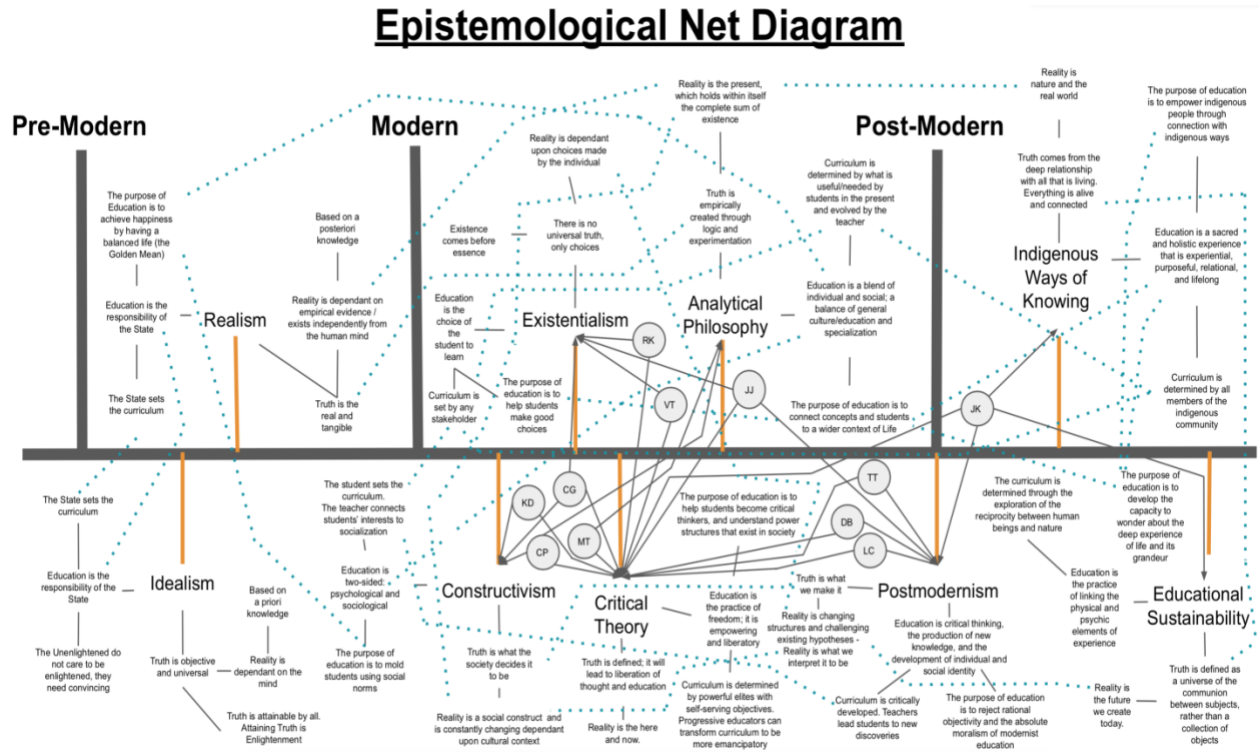 Epistemological Net Diagram
Pre-Modern
Modern
Post-Modern
The purpose of
Education is to
achieve happiness
by having a
balanced life (the
Golden Mean)
Education is the
responsibility of
the State
The State sets
the curriculum
Realism
Based on a
posteriori
knowledge
Reality is dependant on
empirical evidence /
exists independently from
the human mind
Truth is the
real and
tangible
Reality is dependant
upon choices made
by the individual
Existence
comes before
essence
There is no
universal truth,
only choices
Education
is the
choice of
the
student to
learn
Existentialism
Curriculum is
set by any
stakeholder
The purpose of
education is to
help students
make good
choices
Reality is the present,
which holds within itself
the complete sum of
existence
Truth is
empirically
created through
logic and
experimentation
Analytical
Philosophy
Curriculum is
determined by what is
useful/needed by
students in the present
and evolved by the
teacher
Education is a blend of
individual and social; a
balance of general
culture/education and
specialization
The purpose of education is to
connect concepts and students
to a wider context of Life
Reality is
nature and the
real world
Truth comes from the
deep relationship
with all that is living.
Everything is alive
and connected
Indigenous
Ways of
Knowing
The purpose of education
is to empower indigenous
people through
connection with
indigenous ways
Education is a sacred
and holistic experience
that is experiential,
purposeful, relational,
and lifelong
Curriculum is
determined by all
members of the
indigenous
community
RK
VT
JJ
JK
KD
CG
CP
MT
TT
DB
LC
The State sets the
curriculum
Education is the
responsibility of the
State
The Unenlightened do
not care to be
enlightened, they
need convincing
Idealism
Truth is objective
and universal
Based on
a priori
knowledge
Reality is
dependant on the
mind
Truth is attainable by all.
Attaining Truth is
Enlightenment
The student sets the
curriculum.
The teacher connects
students' interests to
socialization
Education is
two-sided:
psychological and
sociological
The purpose of
education is to mold
students using social
norms
Constructivism
Truth is what the
society decides it
to be
Reality is a social construct and
is constantly changing dependant
upon cultural context
Critical
Theory
The purpose of education is to
help students become critical
thinkers, and understand power
structures that exist in society
Education is
the practice of
freedom; it is
empowering
and liberatory
Truth is defined; it will
lead to liberation of
thought and education
Reality is the here
and now.
Curriculum is determined
by powerful elites with
self-serving objectives.
Progressive educators can
transform curriculum to be
more emancipatory
Truth is what
we make it
Reality is changing
structures and challenging
existing hypotheses -
Reality is what we
interpret it to be
Postmodernism
Education is critical thinking,
the production of new
knowledge, and the
development of individual and
social identity
Curriculum is critically
developed. Teachers
lead students to new
discoveries
The purpose of education
is to reject rational
objectivity and the absolute
moralism of modernist
education
The curriculum is
determined through the
exploration of the
reciprocity between human
beings and nature
The purpose of
education is to
develop the
capacity to
wonder about the
deep experience
of life and its
grandeur
Education is
the practice
of linking the
physical and
psychic
elements of
experience
Educational
Sustainability
Reality is
the future
we create
today.
Truth is defined as
a universe of the
communion
between subjects,
rather than a
collection of
objects